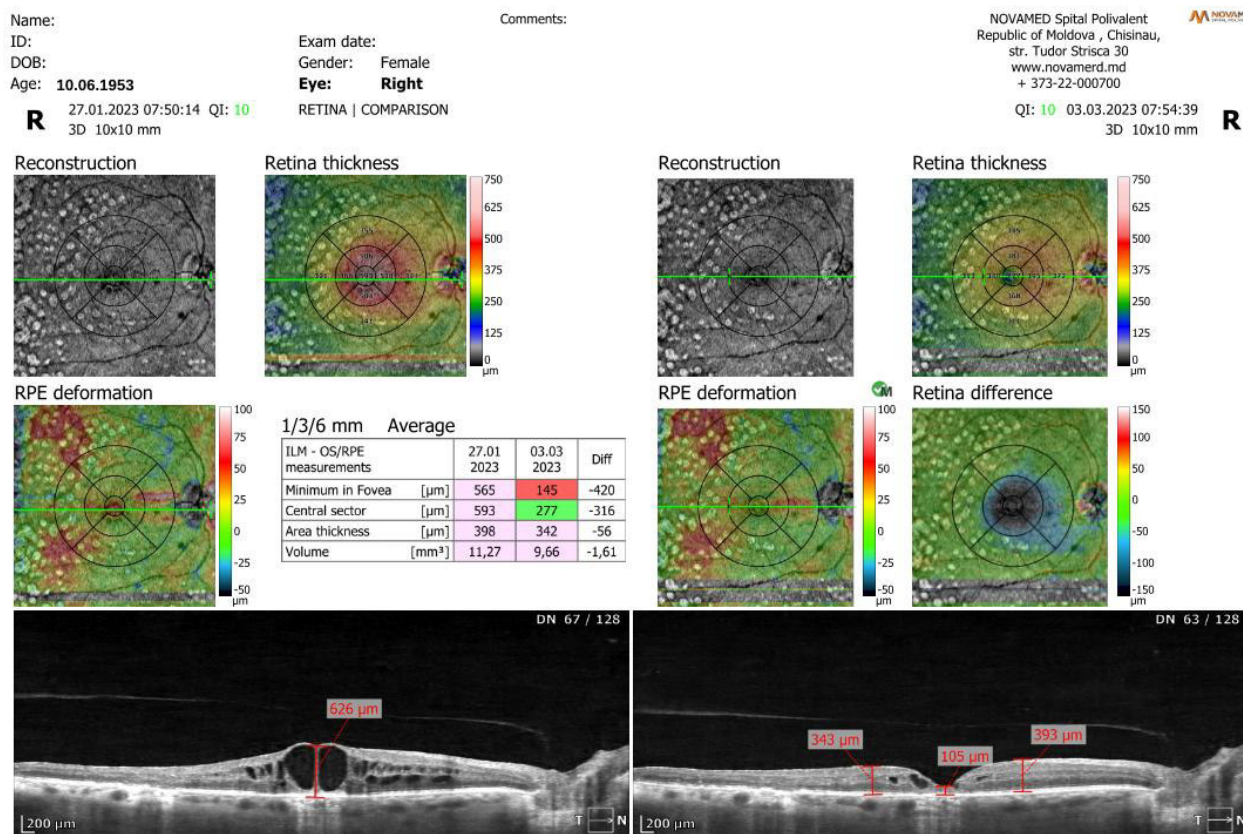 Name:
ID:
DOB:
Age: 10.06.1953
Exam date:
Gender: Female
Eye: Right
Comments:
NOVAMED Spital Polivalent
Republic of Moldova , Chisinau,
str. Tudor Strisca 30
www.novamerd.md
+ 373-22-000700
R
27.01.2023 07:50:14 QI: 10
3D 10x10 mm
RETINA | COMPARISON
QI: 10 03.03.2023 07:54:39
3D 10x10 mm
R
Reconstruction
Retina thickness
750
625
500
375
250
125
0
µm
Reconstruction
Retina thickness
750
625
500
375
250
125
0
µm
RPE deformation
100
75
50
25
0
-25
-50
µm
1/3/6 mm Average
ILM - OS/RPE measurements 27.01 2023 03.03 2023 Diff
Minimum in Fovea [µm] 565 145 -420
Central sector [µm] 593 277 -316
Area thickness [µm] 398 342 -56
Volume [mm³] 11,27 9,66 -1,61
RPE deformation
M
100
75
50
25
0
-25
-50
µm
Retina difference
150
100
50
0
-50
-100
-150
µm
DN 67 / 128
626 µm
200 µm
T N
DN 63 / 128
343 µm
105 µm
393 µm
200 µm
T N